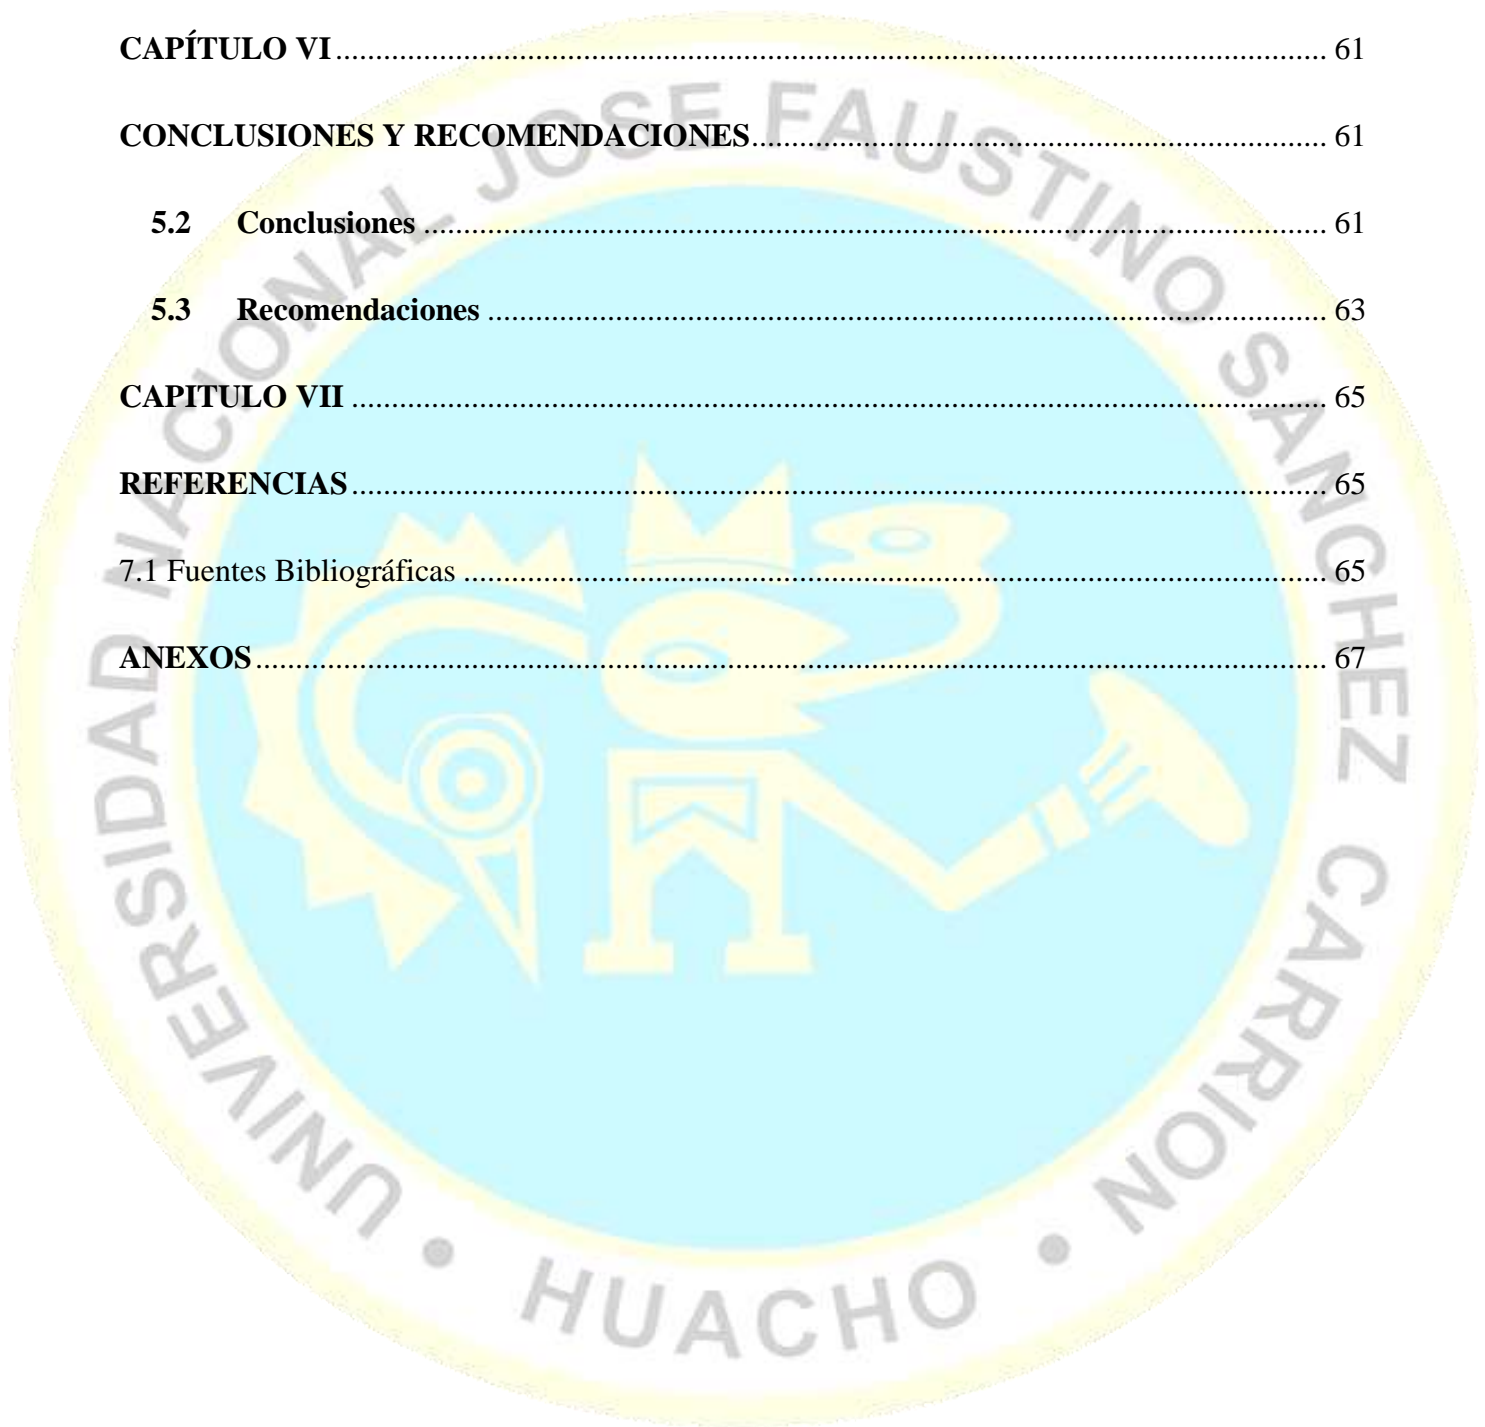 CAPÍTULO VI ........ 61
CONCLUSIONES Y RECOMENDACIONES ........ 61
5.2 Conclusiones ........ 61
5.3 Recomendaciones ........ 63
CAPITULO VII ........ 65
REFERENCIAS ........ 65
7.1 Fuentes Bibliográficas ........ 65
ANEXOS ........ 67
UNIVERSIDAD NACIONAL JOSE FAUSTINO SANCHEZ CARRION • HUACHO •